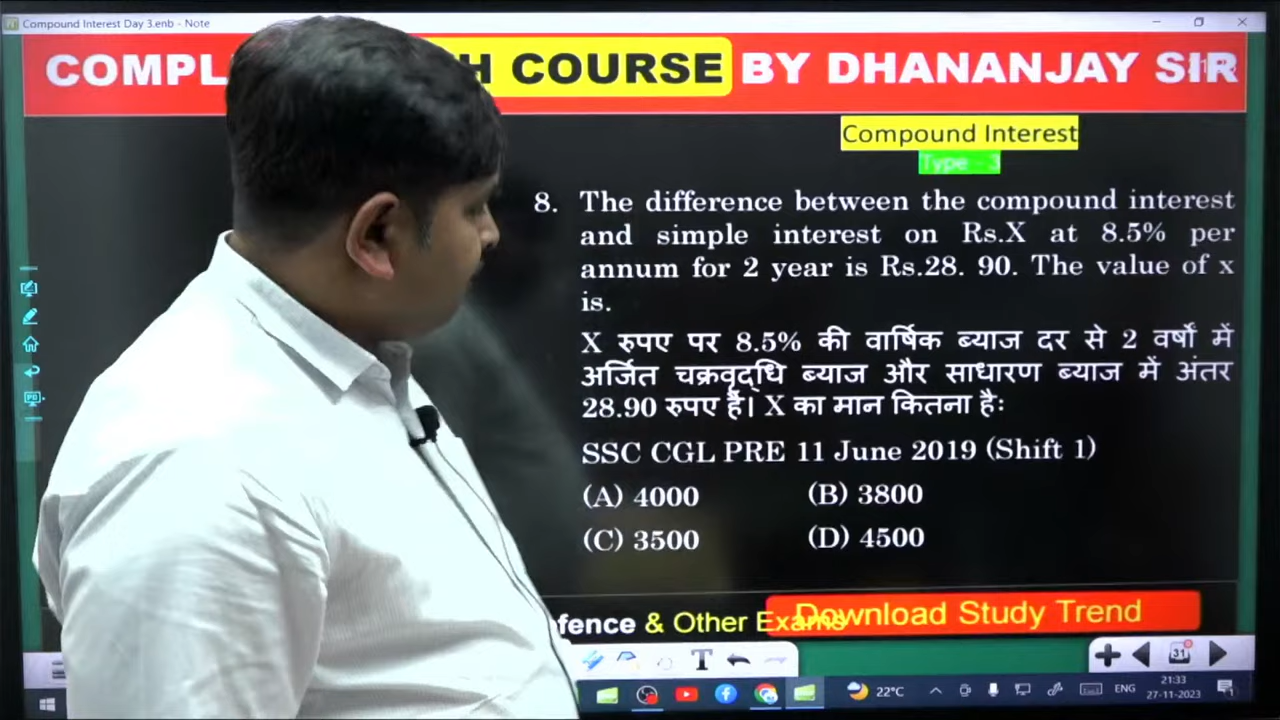 Compound Interest Day 3.enb - Note
COMPL H COURSE BY DHANANJAY SIR
Compound Interest
Type - 3
8. The difference between the compound interest
and simple interest on Rs.X at 8.5% per
annum for 2 year is Rs.28. 90. The value of x
is.
X रुपए पर 8.5% की वार्षिक ब्याज दर से 2 वर्षों में
अर्जित चक्रवृद्धि ब्याज और साधारण ब्याज में अंतर
28.90 रुपए है। X का मान कितना हैः
SSC CGL PRE 11 June 2019 (Shift 1)
(A) 4000 (B) 3800
(C) 3500 (D) 4500
fence & Other Exams Download Study Trend
T 31
22°C ENG 21:33
27-11-2023